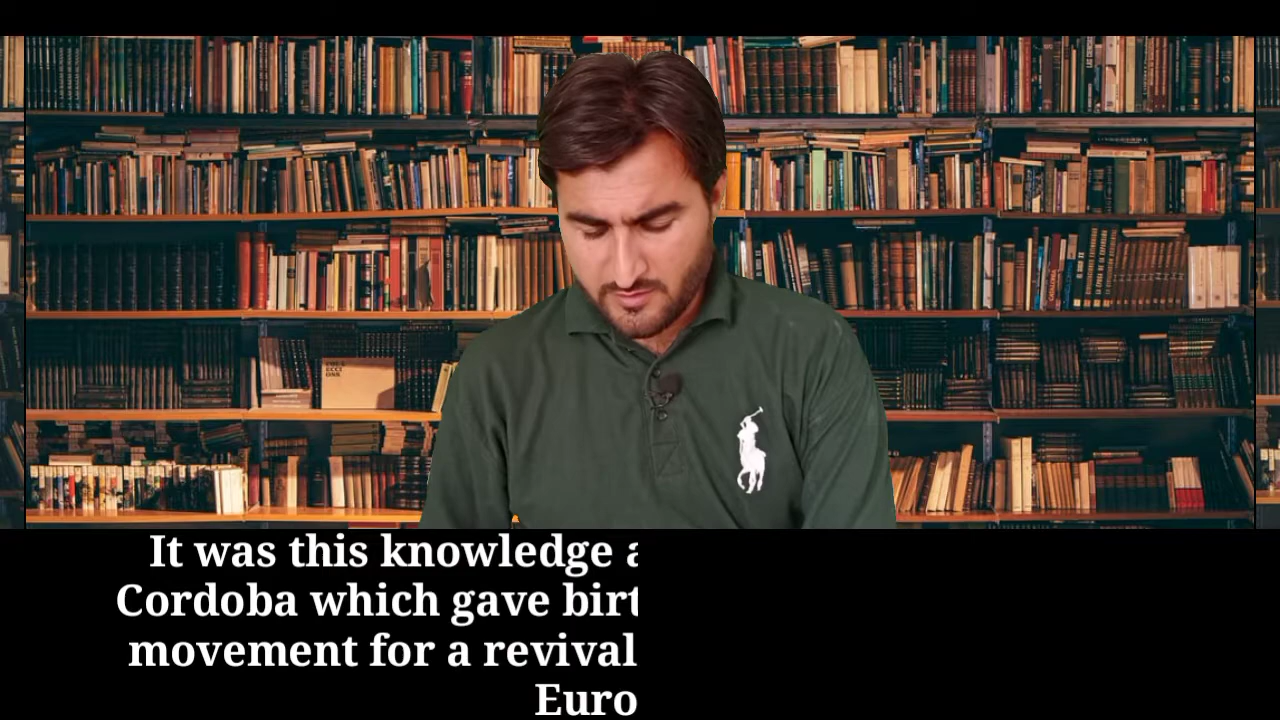 It was this knowledge a
Cordoba which gave birt
movement for a revival
Euro